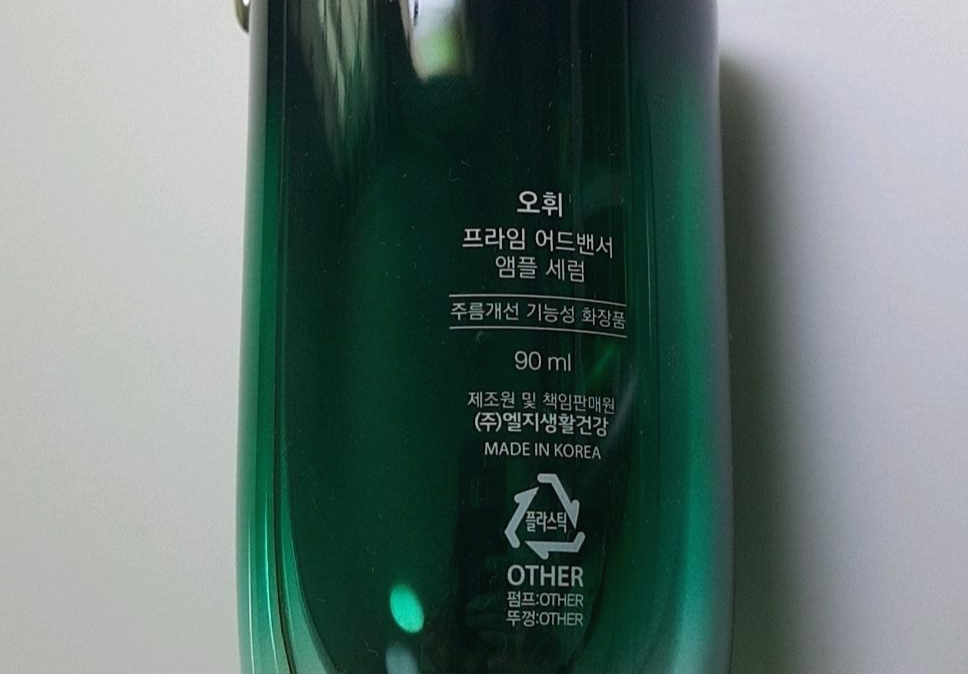 오휘
프라임 어드밴서
앰플 세럼
주름개선 기능성 화장품
90 ml
제조원 및 책임판매원
(주)엘지생활건강
MADE IN KOREA
플라스틱
OTHER
펌프:OTHER
뚜껑:OTHER